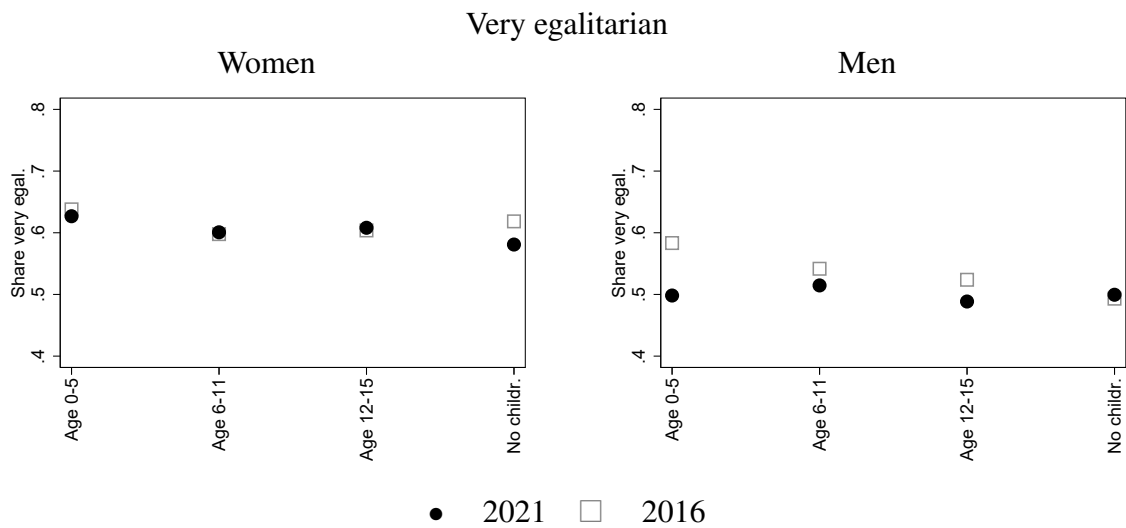 Very egalitarian
Women
Share very egal.
.8
.7
.6
.5
.4
Age 0-5
Age 6-11
Age 12-15
No childr.
Men
Share very egal.
.8
.7
.6
.5
.4
Age 0-5
Age 6-11
Age 12-15
No childr.
2021 2016